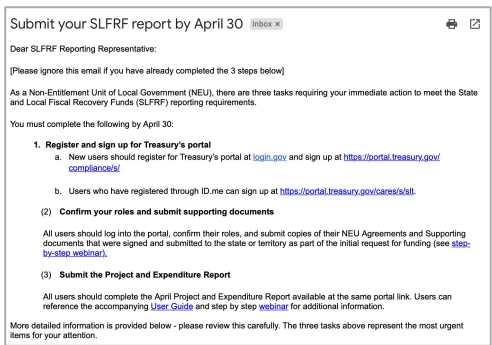 Submit your SLFRF report by April 30 Inbox ×
Dear SLFRF Reporting Representative:
[Please ignore this email if you have already completed the 3 steps below]
As a Non-Entitlement Unit of Local Government (NEU), there are three tasks requiring your immediate action to meet the State
and Local Fiscal Recovery Funds (SLFRF) reporting requirements.
You must complete the following by April 30:
1. Register and sign up for Treasury's portal
a. New users should register for Treasury's portal at login.gov and sign up at https://portal.treasury.gov/
compliance/s/
b. Users who have registered through ID.me can sign up at https://portal.treasury.gov/cares/s/slt.
(2) Confirm your roles and submit supporting documents
All users should log into the portal, confirm their roles, and submit copies of their NEU Agreements and Supporting
documents that were signed and submitted to the state or territory as part of the initial request for funding (see step-
by-step webinar).
(3) Submit the Project and Expenditure Report
All users should complete the April Project and Expenditure Report available at the same portal link. Users can
reference the accompanying User Guide and step by step webinar for additional information.
More detailed information is provided below - please review this carefully. The three tasks above represent the most urgent
items for your attention.